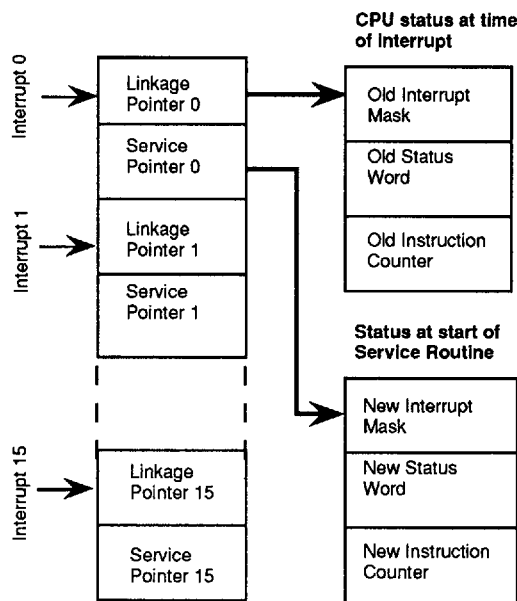 CPU status at time
of Interrupt
Interrupt 0
Linkage
Pointer 0
Service
Pointer 0
Interrupt 1
Linkage
Pointer 1
Service
Pointer 1
Interrupt 15
Linkage
Pointer 15
Service
Pointer 15
Old Interrupt
Mask
Old Status
Word
Old Instruction
Counter
Status at start of
Service Routine
New Interrupt
Mask
New Status
Word
New Instruction
Counter